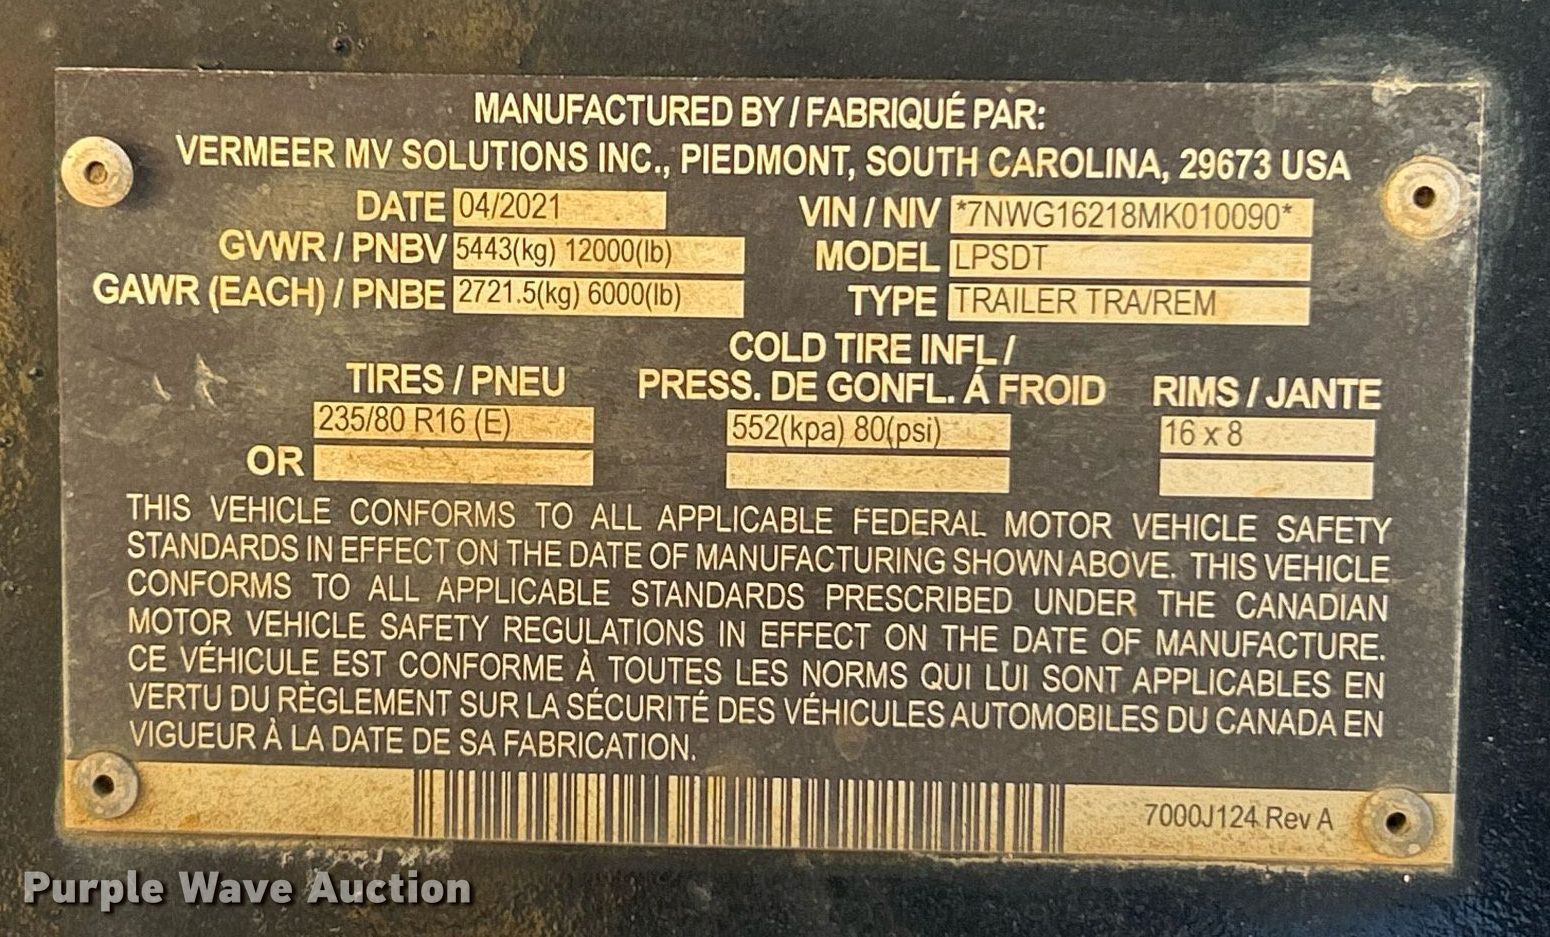 MANUFACTURED BY / FABRIQUÉ PAR:
VERMEER MV SOLUTIONS INC., PIEDMONT, SOUTH CAROLINA, 29673 USA
DATE 04/2021 VIN / NIV *7NWG16218MK010090*
GVWR / PNBV 5443(kg) 12000(lb) MODEL LPSDT
GAWR (EACH) / PNBE 2721.5(kg) 6000(lb) TYPE TRAILER TRA/REM
COLD TIRE INFL /
TIRES / PNEU PRESS. DE GONFL. Á FROID RIMS / JANTE
235/80 R16 (E) 552(kpa) 80(psi) 16 x 8
OR
THIS VEHICLE CONFORMS TO ALL APPLICABLE FEDERAL MOTOR VEHICLE SAFETY
STANDARDS IN EFFECT ON THE DATE OF MANUFACTURING SHOWN ABOVE. THIS VEHICLE
CONFORMS TO ALL APPLICABLE STANDARDS PRESCRIBED UNDER THE CANADIAN
MOTOR VEHICLE SAFETY REGULATIONS IN EFFECT ON THE DATE OF MANUFACTURE.
CE VÉHICULE EST CONFORME À TOUTES LES NORMS QUI LUI SONT APPLICABLES EN
VERTU DU RÈGLEMENT SUR LA SÉCURITÉ DES VÉHICULES AUTOMOBILES DU CANADA EN
VIGUEUR À LA DATE DE SA FABRICATION.
7000J124 Rev A
Purple Wave Auction